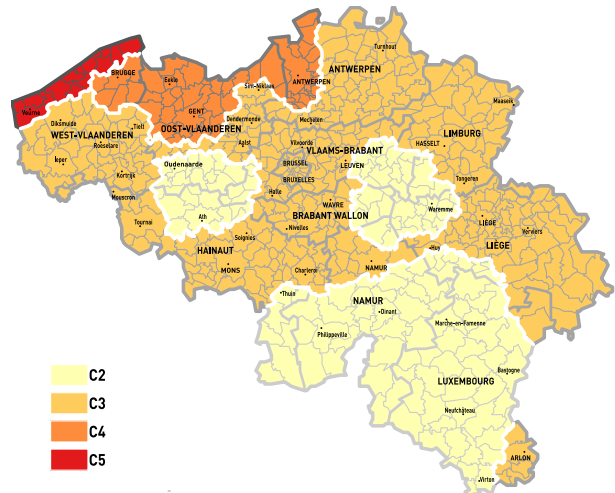 Turnhout
ANTWERPEN
BRUGGE
Eeklo
Sint-Niklaas
ANTWERPEN
Maaseik
Veurne
GENT
Diksmuide
Tielt
OOST-VLAANDEREN
Dendermonde
Mechelen
WEST-VLAANDEREN
LIMBURG
Roeselare
Aalst
Vilvoorde
VLAAMS-BRABANT
HASSELT
Ieper
Oudenaarde
BRUSSEL
LEUVEN
Kortrijk
BRUXELLES
Tongeren
Mouscron
Halle
WAVRE
Waremme
Tournai
Ath
BRABANT WALLON
LIÈGE
Nivelles
Verviers
Soignies
HAINAUT
Huy
LIÈGE
MONS
Charleroi
NAMUR
Thuin
NAMUR
Dinant
Philippeville
Marche-en-Famenne
Bastogne
C2
LUXEMBOURG
C3
Neufchâteau
C4
ARLON
C5
Virton